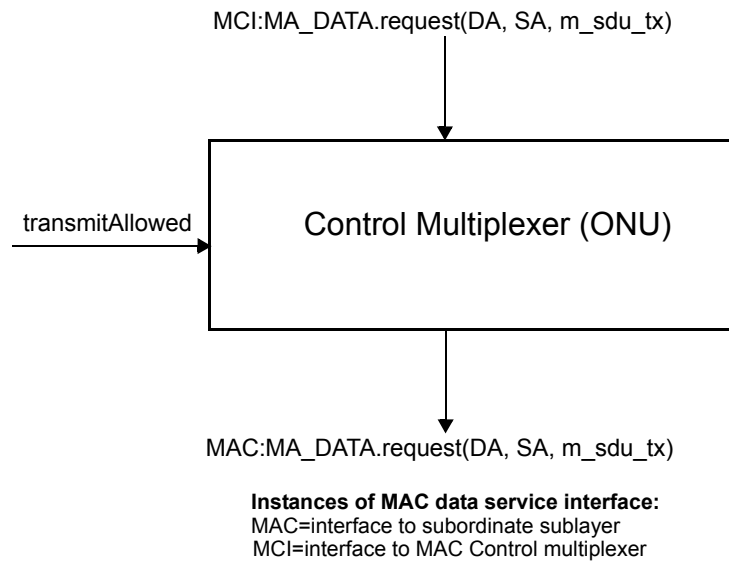 MCI:MA_DATA.request(DA, SA, m_sdu_tx)
transmitAllowed
Control Multiplexer (ONU)
MAC:MA_DATA.request(DA, SA, m_sdu_tx)
Instances of MAC data service interface:
MAC=interface to subordinate sublayer
MCI=interface to MAC Control multiplexer